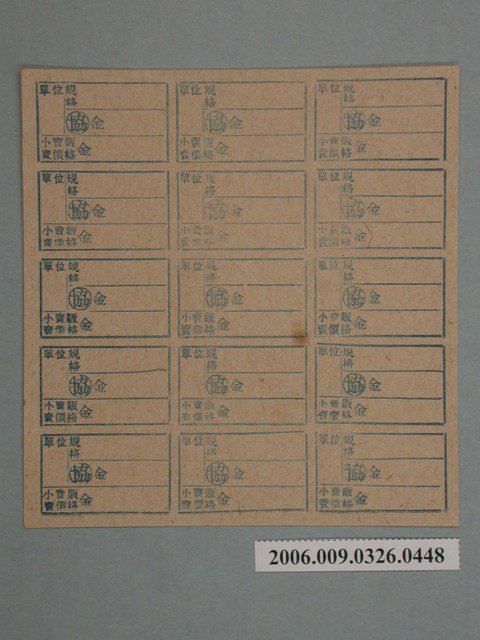 單位規
格
協金
小賣販
賣價格金
單位規
格
協金
小賣販
賣價格金
單位規
格
協金
小賣販
賣價格金
單位規
格
協金
小賣販
賣價格金
單位規
格
協金
小賣販
賣價格金
單位規
格
協金
小賣販
賣價格金
單位規
格
協金
小賣販
賣價格金
單位規
格
協金
小賣販
賣價格金
單位規
格
協金
小賣販
賣價格金
單位規
格
協金
小賣販
賣價格金
單位規
格
協金
小賣販
賣價格金
單位規
格
協金
小賣販
賣價格金
單位規
格
協金
小賣販
賣價格金
單位規
格
協金
小賣販
賣價格金
單位規
格
協金
小賣販
賣價格金
2006.009.0326.0448